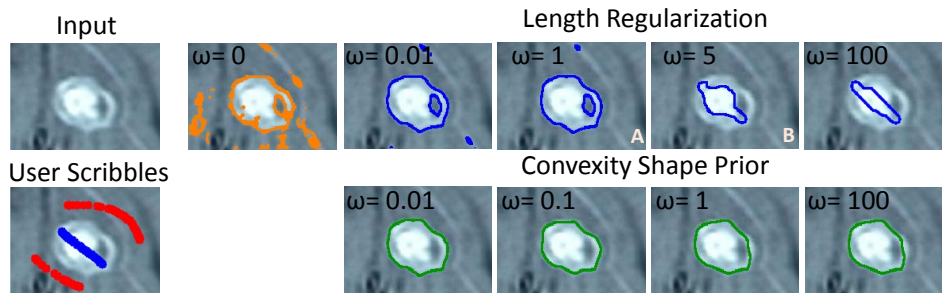 Input
Length Regularization
ω= 0
ω= 0.01
ω= 1
ω= 5
ω= 100
A
B
User Scribbles
Convexity Shape Prior
ω= 0.01
ω= 0.1
ω= 1
ω= 100